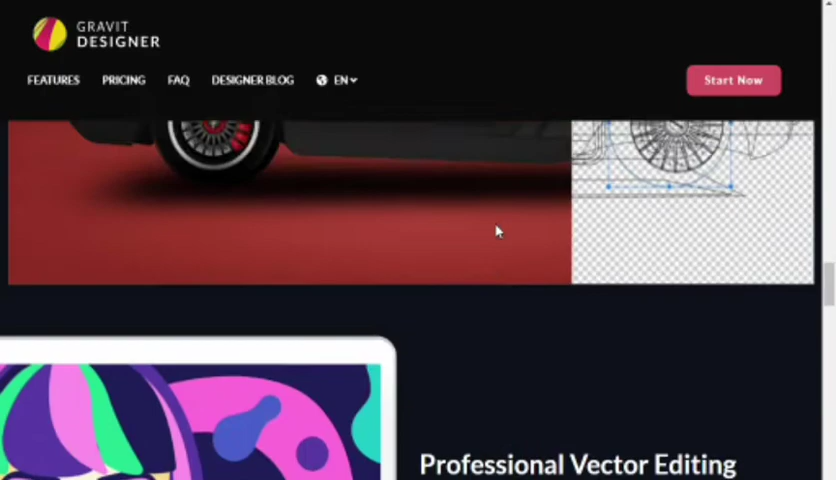 GRAVIT
DESIGNER
FEATURES PRICING FAQ DESIGNER BLOG EN Start Now
Professional Vector Editing